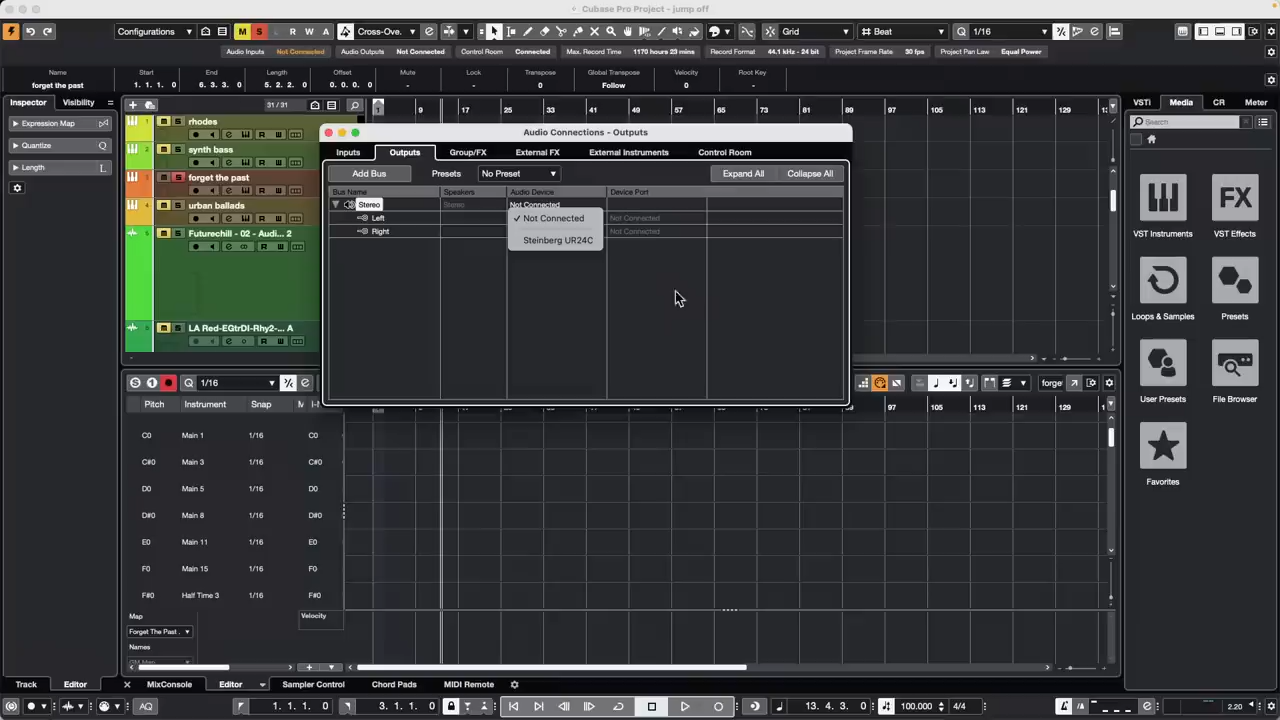 Cubase Pro Project - jump off
Configurations
M S L R W A
Cross-Ove.
Grid
Beat
1/16
Audio Inputs Not Connected Audio Outputs Not Connected Control Room Connected Max. Record Time 1170 hours 23 mins Record Format 44.1 kHz - 24 bit Project Frame Rate 30 fps Project Pan Law Equal Power
Name Start End Length Offset Mute Lock Transpose Global Transpose Velocity Root Key
forget the past 1. 1. 1. 0 6. 3. 3. 0 5. 2. 2. 0 0 - - 0 Follow 0 -
Inspector Visibility
31 / 31
1 9 17 25 33 41 49 57 65 73 81 89 97 105 113 121 129
VSTi Media CR Meter
Search
Expression Map
Quantize
Length
rhodes
synth bass
forget the past
urban ballads
Futurechill - 02 - Audi... 2
LA Red-EGtrDI-Rhy2-... A
Audio Connections - Outputs
Inputs Outputs Group/FX External FX External Instruments Control Room
Add Bus Presets No Preset Expand All Collapse All
Bus Name Speakers Audio Device Device Port
Stereo Stereo Not Connected
Left ✓ Not Connected Not Connected
Right Not Connected
Steinberg UR24C
VST Instruments
VST Effects
Loops & Samples
Presets
User Presets
File Browser
Favorites
1/16
forge
Pitch Instrument Snap I-N
97 105 113 121 129
C0 Main 1 1/16 C0
C#0 Main 3 1/16 C#0
D0 Main 5 1/16 D0
D#0 Main 8 1/16 D#0
E0 Main 11 1/16 E0
F0 Main 15 1/16 F0
F#0 Half Time 3 1/16 F#0
Map
Velocity
Forget The Past .
Names
Track Editor MixConsole Editor Sampler Control Chord Pads MIDI Remote
AQ
1. 1. 1. 0
3. 1. 1. 0
13. 4. 3. 0
100.000
4/4
2.20